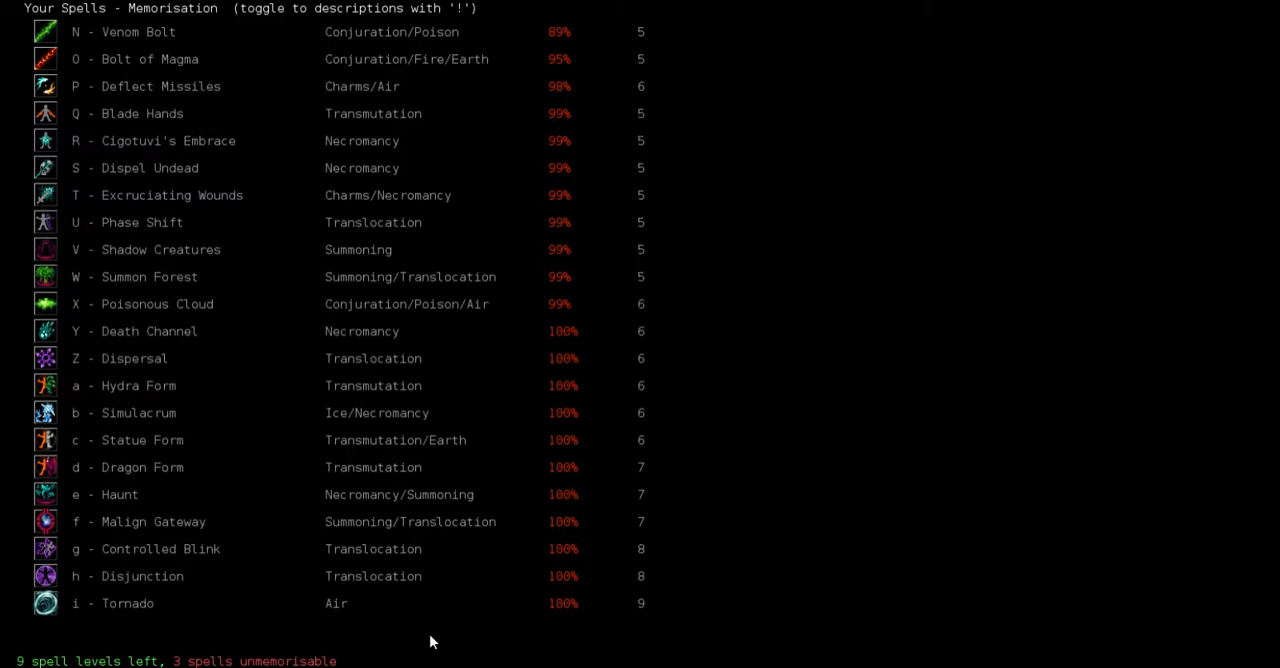 Your Spells - Memorisation (toggle to descriptions with '!')
N - Venom Bolt Conjuration/Poison 89% 5
O - Bolt of Magma Conjuration/Fire/Earth 95% 5
P - Deflect Missiles Charms/Air 98% 6
Q - Blade Hands Transmutation 99% 5
R - Cigotuvi's Embrace Necromancy 99% 5
S - Dispel Undead Necromancy 99% 5
T - Excruciating Wounds Charms/Necromancy 99% 5
U - Phase Shift Translocation 99% 5
V - Shadow Creatures Summoning 99% 5
W - Summon Forest Summoning/Translocation 99% 5
X - Poisonous Cloud Conjuration/Poison/Air 99% 6
Y - Death Channel Necromancy 100% 6
Z - Dispersal Translocation 100% 6
a - Hydra Form Transmutation 100% 6
b - Simulacrum Ice/Necromancy 100% 6
c - Statue Form Transmutation/Earth 100% 6
d - Dragon Form Transmutation 100% 7
e - Haunt Necromancy/Summoning 100% 7
f - Malign Gateway Summoning/Translocation 100% 7
g - Controlled Blink Translocation 100% 8
h - Disjunction Translocation 100% 8
i - Tornado Air 100% 9
9 spell levels left, 3 spells unmemorisable